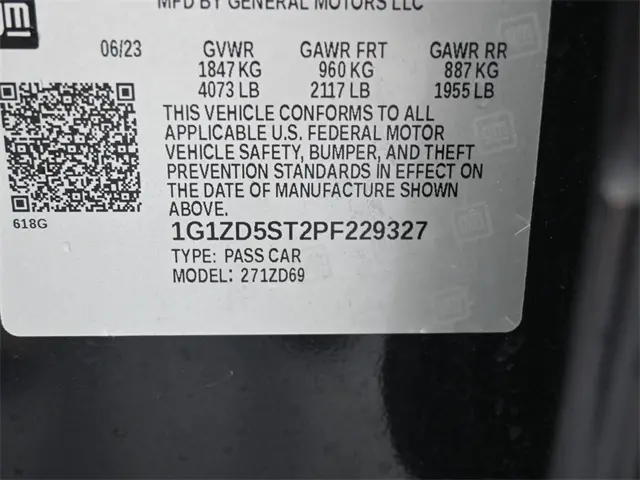 MFD BY GENERAL MOTORS LLC
gm
06/23 GVWR GAWR FRT GAWR RR
1847 KG 960 KG 887 KG
4073 LB 2117 LB 1955 LB
THIS VEHICLE CONFORMS TO ALL
APPLICABLE U.S. FEDERAL MOTOR
VEHICLE SAFETY, BUMPER, AND THEFT
PREVENTION STANDARDS IN EFFECT ON
THE DATE OF MANUFACTURE SHOWN
ABOVE.
618G
1G1ZD5ST2PF229327
TYPE: PASS CAR
MODEL: 271ZD69